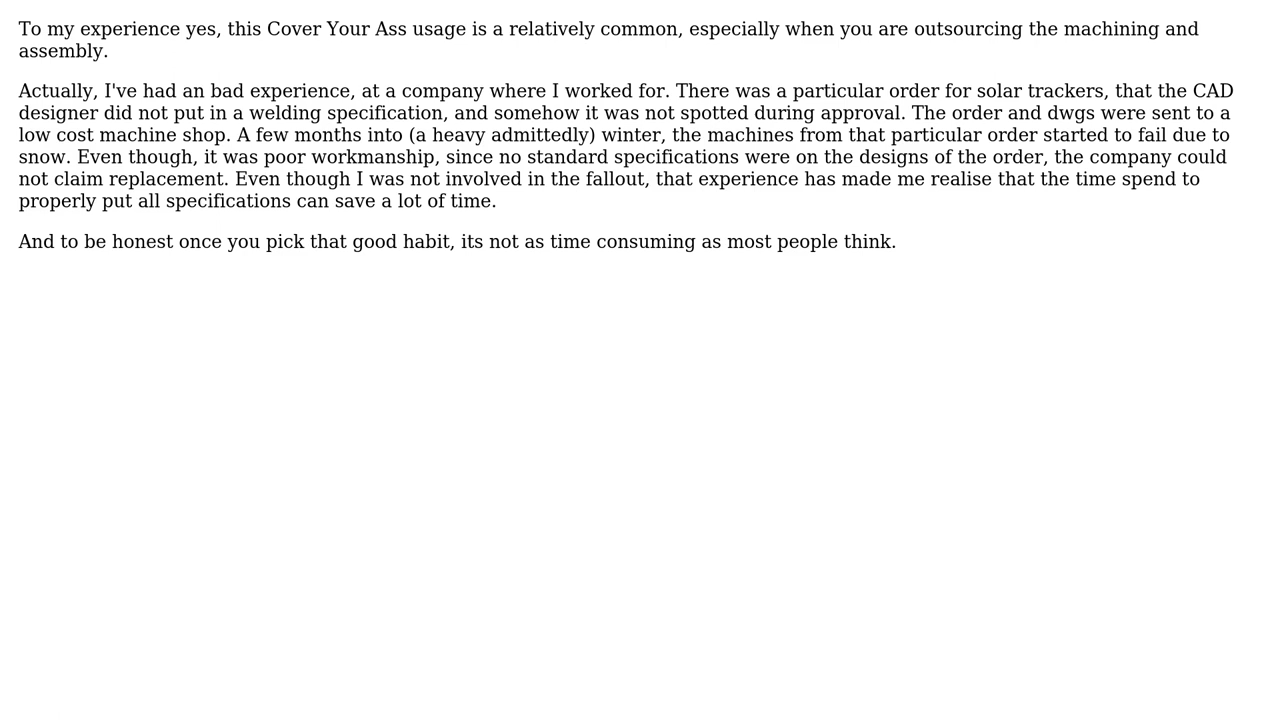 To my experience yes, this Cover Your Ass usage is a relatively common, especially when you are outsourcing the machining and
assembly.
Actually, I've had an bad experience, at a company where I worked for. There was a particular order for solar trackers, that the CAD
designer did not put in a welding specification, and somehow it was not spotted during approval. The order and dwgs were sent to a
low cost machine shop. A few months into (a heavy admittedly) winter, the machines from that particular order started to fail due to
snow. Even though, it was poor workmanship, since no standard specifications were on the designs of the order, the company could
not claim replacement. Even though I was not involved in the fallout, that experience has made me realise that the time spend to
properly put all specifications can save a lot of time.
And to be honest once you pick that good habit, its not as time consuming as most people think.